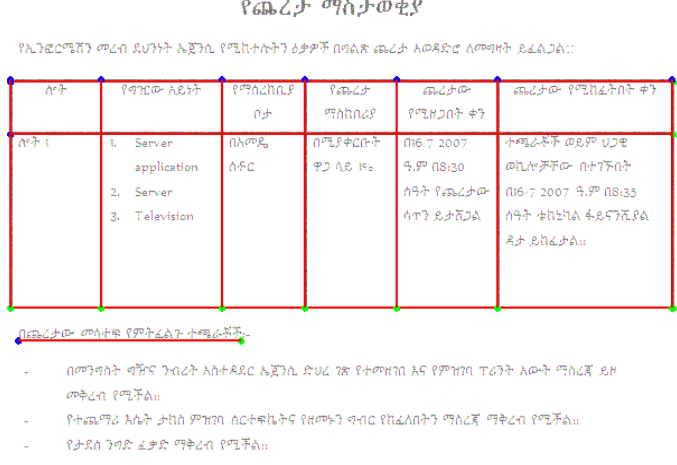 የጨረታ ማስታወቂያ
የኢንፎርሜሽን መረብ ደህንነት ኤጀንሲ የሚከተሉትን ዕቃዎች በግልጽ ጨረታ አወዳድሮ ለመግዛት ይፈልጋል፡፡
ሎት የግዢው አይነት የማስረከቢያ ቦታ የጨረታ ማስከበሪያ ጨረታው የሚዘጋበት ቀን ጨረታው የሚከፈትበት ቀን
ሎት ፤ 1. Server በአመዴ በሚያቀርቡት በ16-7 2007 ተጫራቾች ወይም ህጋዊ
application ሰቶር ዋጋ ላይ ዓ.ም በ8:30 ወኪሎቻቸው በተገኙበት
2. Server ሰዓት የጨረታው በ16-7 2007 ዓ.ም በ8:35
3. Television ሳጥን ይታሸጋል ሰዓት ቴክኒካል ፋይናንሺያል
ዳታ ይከፈታል፡፡
በጨረታው መሳተፍ የምትፈልጉ ተጫራቾች፡-
- በመንግስት ግዥና ንብረት አስተዳደር ኤጀንሲ ድህረ ገጽ የተመዘገበ እና የምዝገባ ፕሪንት አውት ማስረጃ ይዞ
መቅረብ የሚችል፡፡
- የተጨማሪ እሴት ታክስ ምዝገባ ሰርተፍኬትና የዘመኑን ግብር የከፈለበትን ማስረጃ ማቅረብ የሚችል፡፡
- የታደሰ ንግድ ፈቃድ ማቅረብ የሚችል፡፡